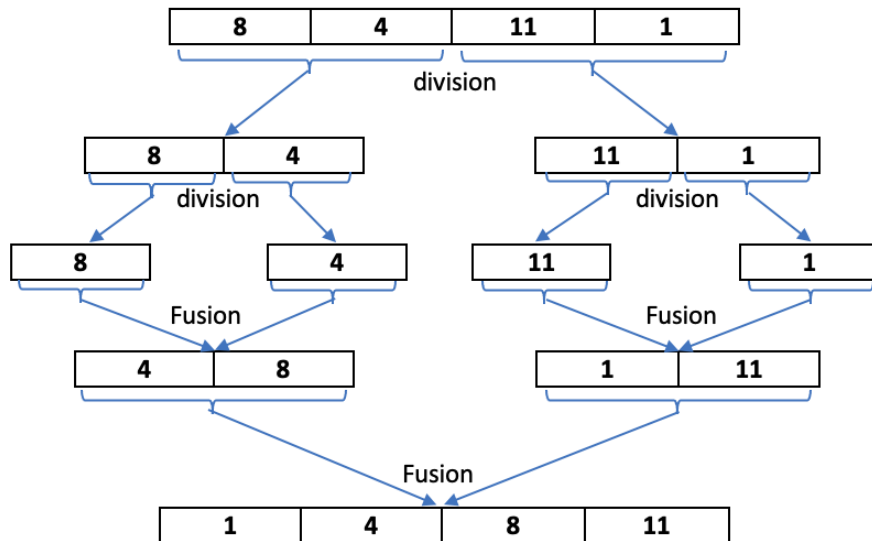 8 4 11 1
division
8 4 11 1
division division
8 4 11 1
Fusion Fusion
4 8 1 11
Fusion
1 4 8 11